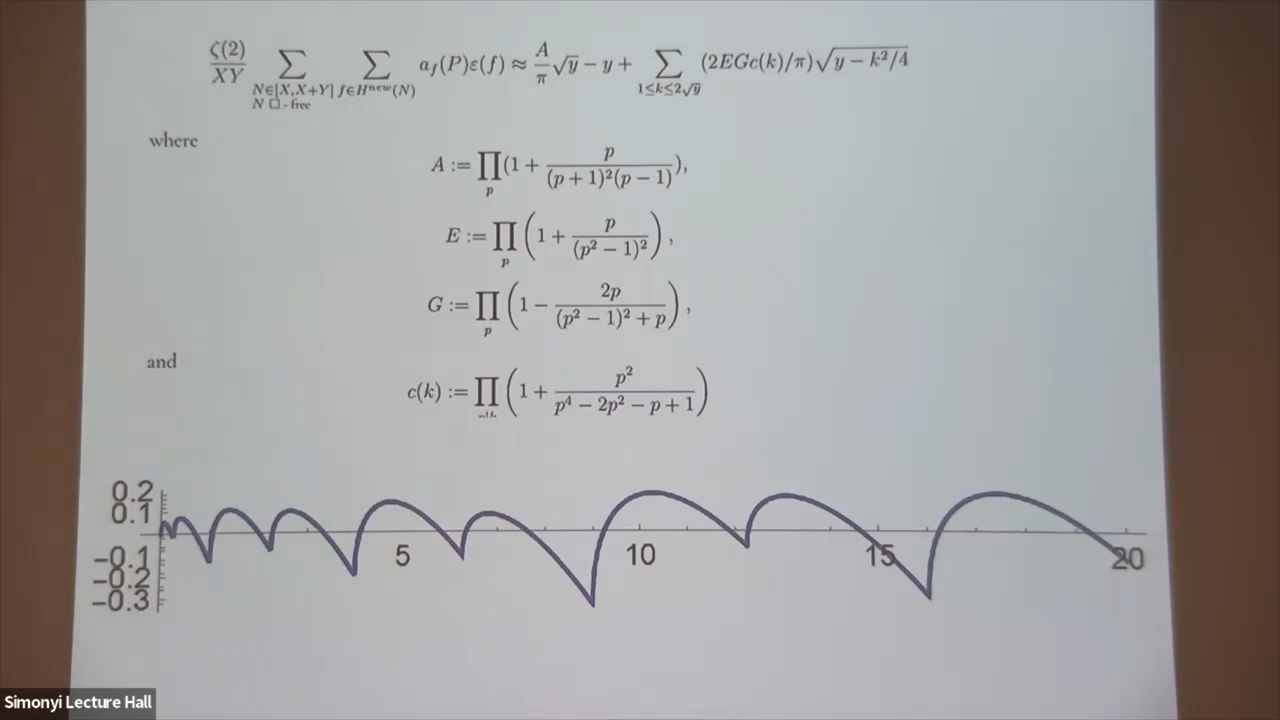 ζ(2)/XY ∑_{N∈[X,X+Y] N □-free} ∑_{f∈H^{new}(N)} a_f(P)ε(f) ≈ A/π √y − y + ∑_{1≤k≤2√y} (2EGc(k)/π)√(y − k²/4)
where
A := ∏_p (1 + p/((p + 1)²(p − 1))),
E := ∏_p (1 + p/((p² − 1)²)),
G := ∏_p (1 − 2p/((p² − 1)² + p)),
and
c(k) := ∏ (1 + p²/(p⁴ − 2p² − p + 1))
0.2
0.1
−0.1
−0.2
−0.3
5 10 15 20
Simonyi Lecture Hall